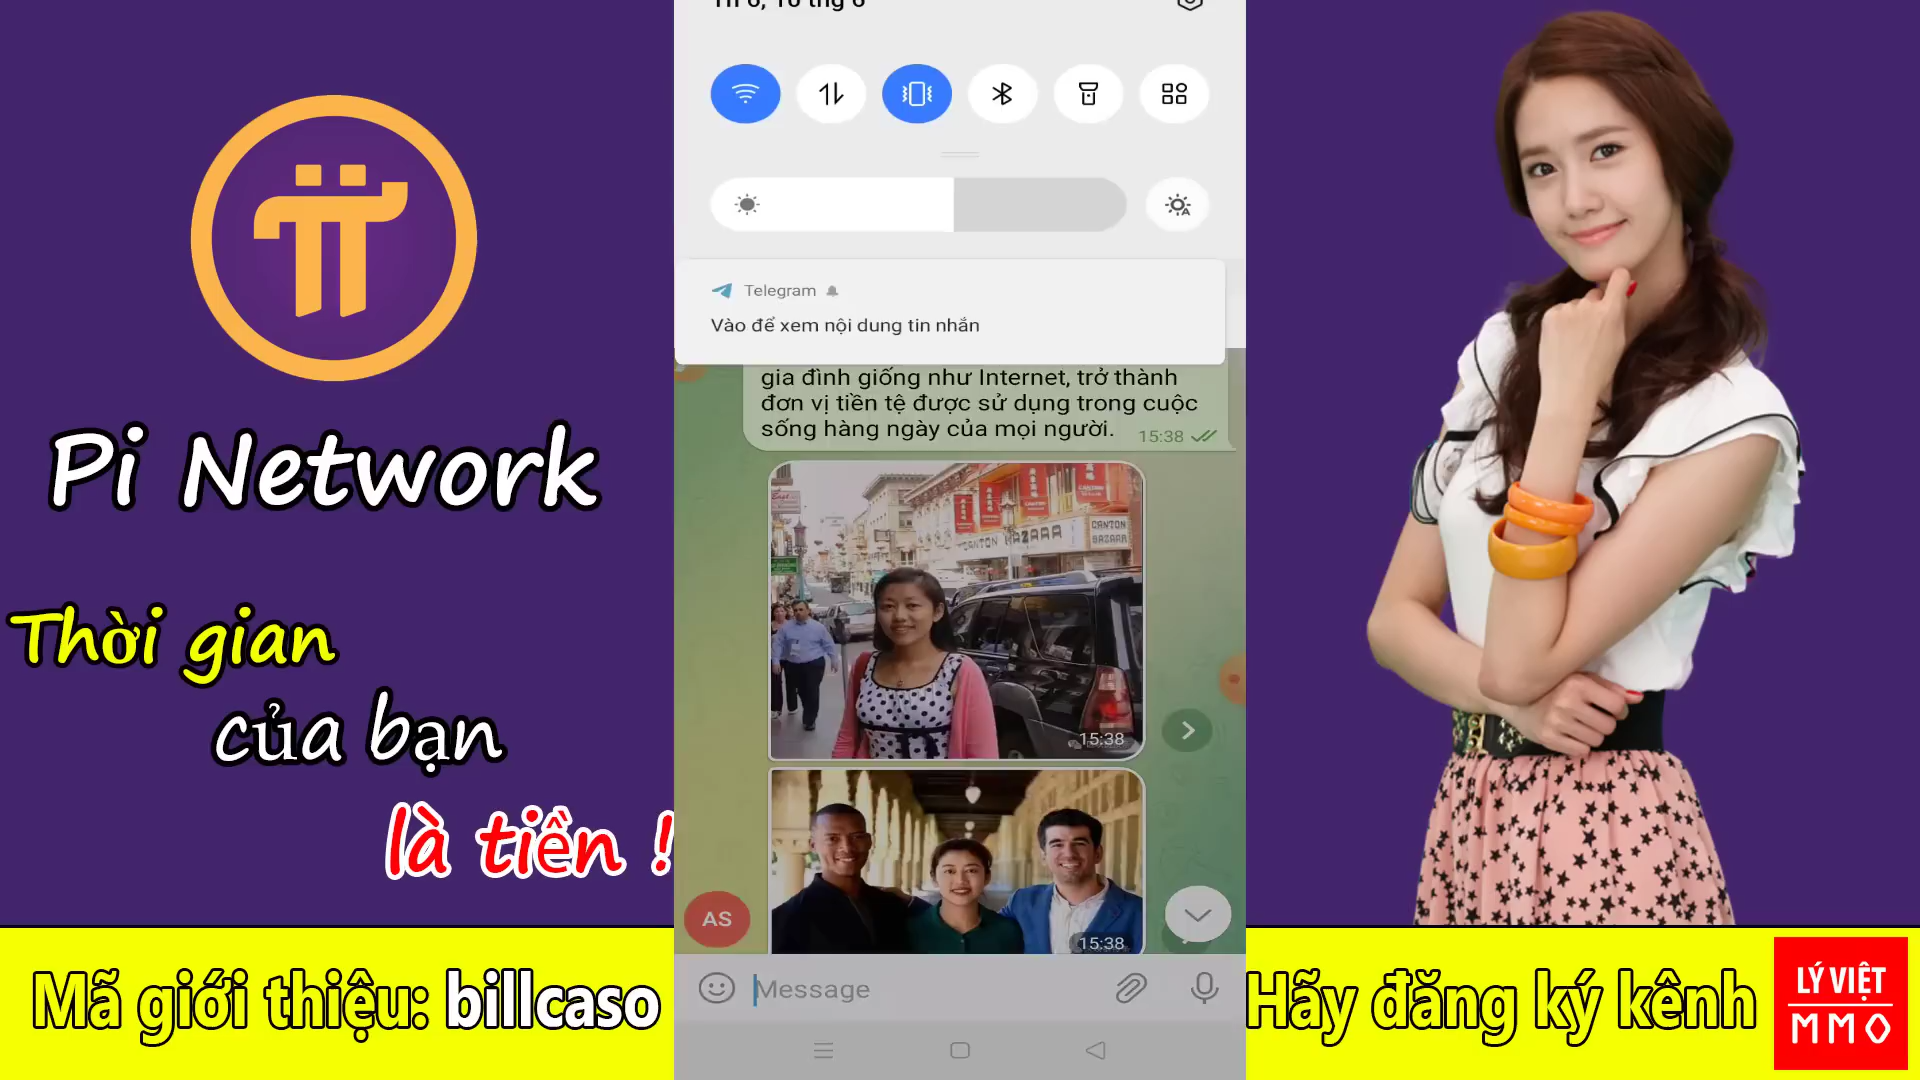 Pi Network
Thời gian
của bạn
là tiền !
Mã giới thiệu: billcaso
Telegram
Vào để xem nội dung tin nhắn
gia đình giống như Internet, trở thành
đơn vị tiền tệ được sử dụng trong cuộc
sống hàng ngày của mọi người.
15:38
CANTON BAZAAR
CANTON
BAZAAR
15:38
15:38
AS
Message
Hãy đăng ký kênh
LÝ VIỆT
MMO